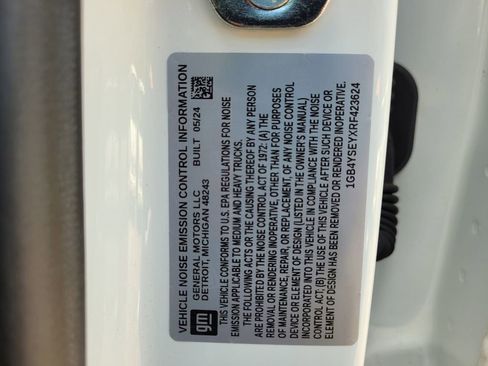 VEHICLE NOISE EMISSION CONTROL INFORMATION
gm
GENERAL MOTORS LLC BUILT 05/24
DETROIT, MICHIGAN 48243
THIS VEHICLE CONFORMS TO U.S. EPA REGULATIONS FOR NOISE
EMISSION APPLICABLE TO MEDIUM AND HEAVY TRUCKS.
THE FOLLOWING ACTS OR THE CAUSING THEREOF BY ANY PERSON
ARE PROHIBITED BY THE NOISE CONTROL ACT OF 1972: (A) THE
REMOVAL OR RENDERING INOPERATIVE, OTHER THAN FOR PURPOSES
OF MAINTENANCE, REPAIR, OR REPLACEMENT, OF ANY NOISE CONTROL
DEVICE OR ELEMENT OF DESIGN (LISTED IN THE OWNER'S MANUAL)
INCORPORATED INTO THIS VEHICLE IN COMPLIANCE WITH THE NOISE
CONTROL ACT; (B) THE USE OF THIS VEHICLE AFTER SUCH DEVICE OR
ELEMENT OF DESIGN HAS BEEN REMOVED OR RENDERED INOPERATIVE.
1GB4YSEYXRF423624